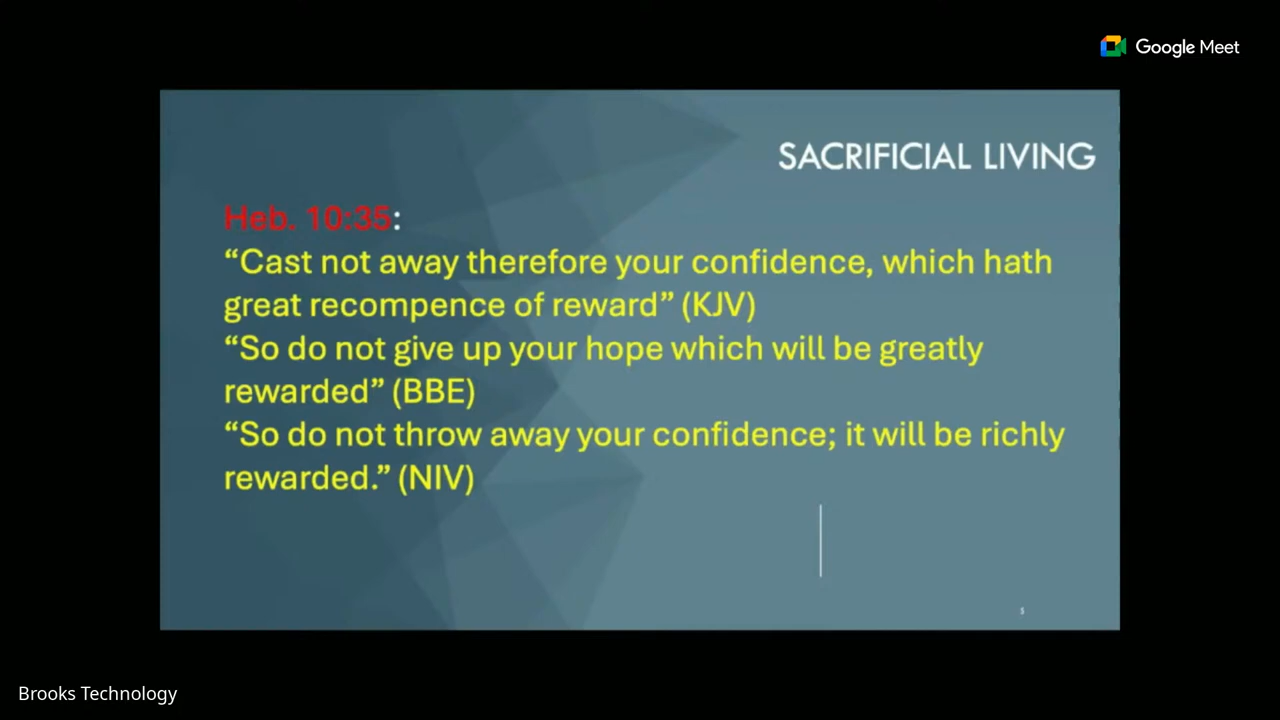 Google Meet
SACRIFICIAL LIVING
Heb. 10:35:
“Cast not away therefore your confidence, which hath
great recompence of reward” (KJV)
“So do not give up your hope which will be greatly
rewarded” (BBE)
“So do not throw away your confidence; it will be richly
rewarded.” (NIV)
5
Brooks Technology